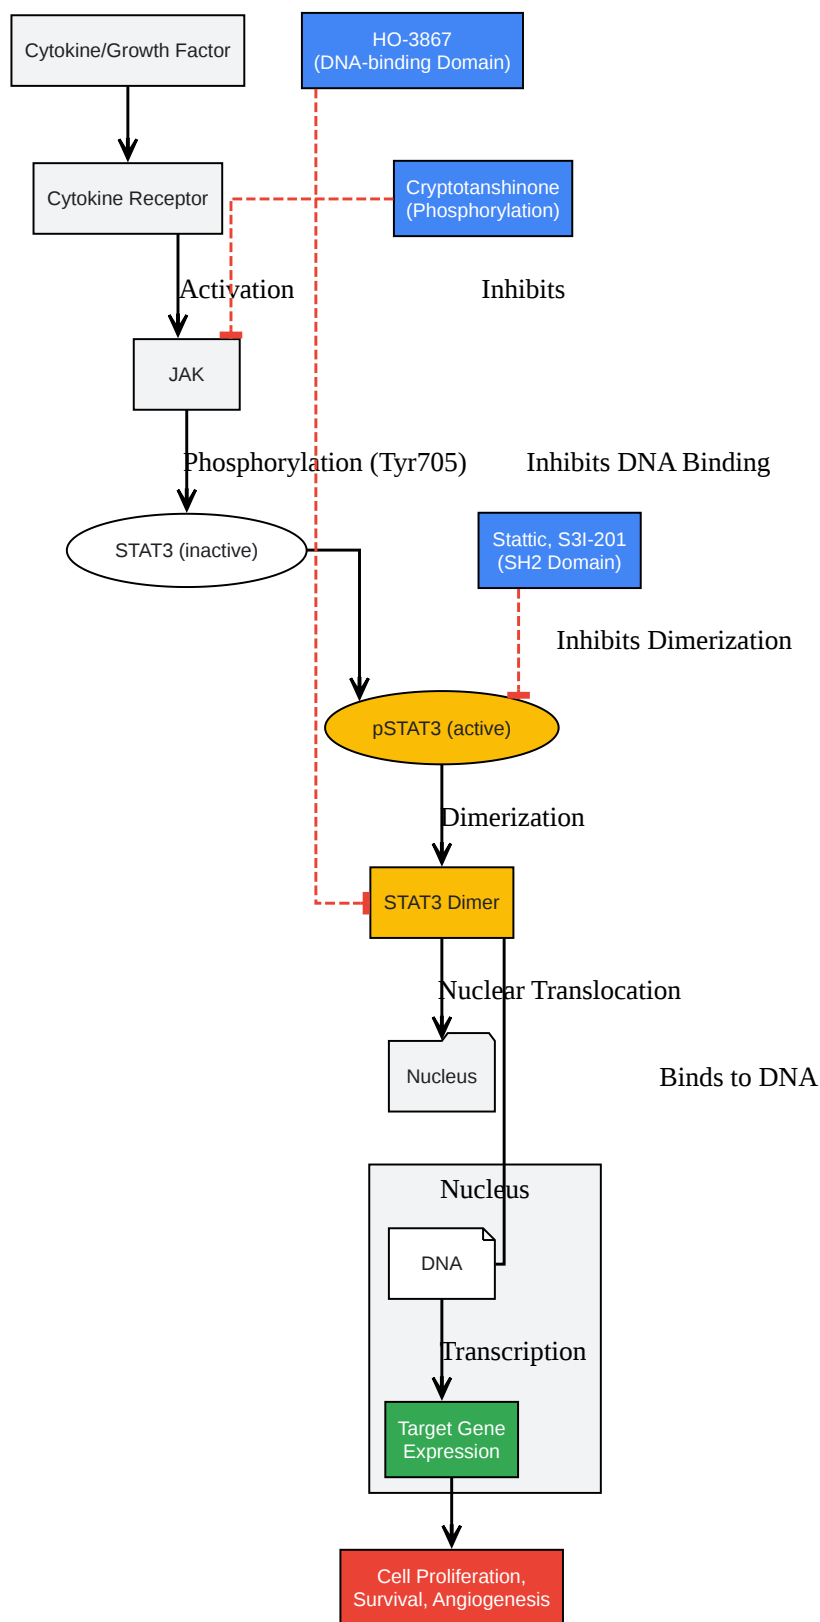 Cytokine/Growth Factor
HO-3867
(DNA-binding Domain)
Cytokine Receptor
Cryptotanshinone
(Phosphorylation)
Activation
Inhibits
JAK
Phosphorylation (Tyr705)
Inhibits DNA Binding
STAT3 (inactive)
Stattic, S3I-201
(SH2 Domain)
Inhibits Dimerization
pSTAT3 (active)
Dimerization
STAT3 Dimer
Nuclear Translocation
Nucleus
Binds to DNA
Nucleus
DNA
Transcription
Target Gene
Expression
Cell Proliferation,
Survival, Angiogenesis